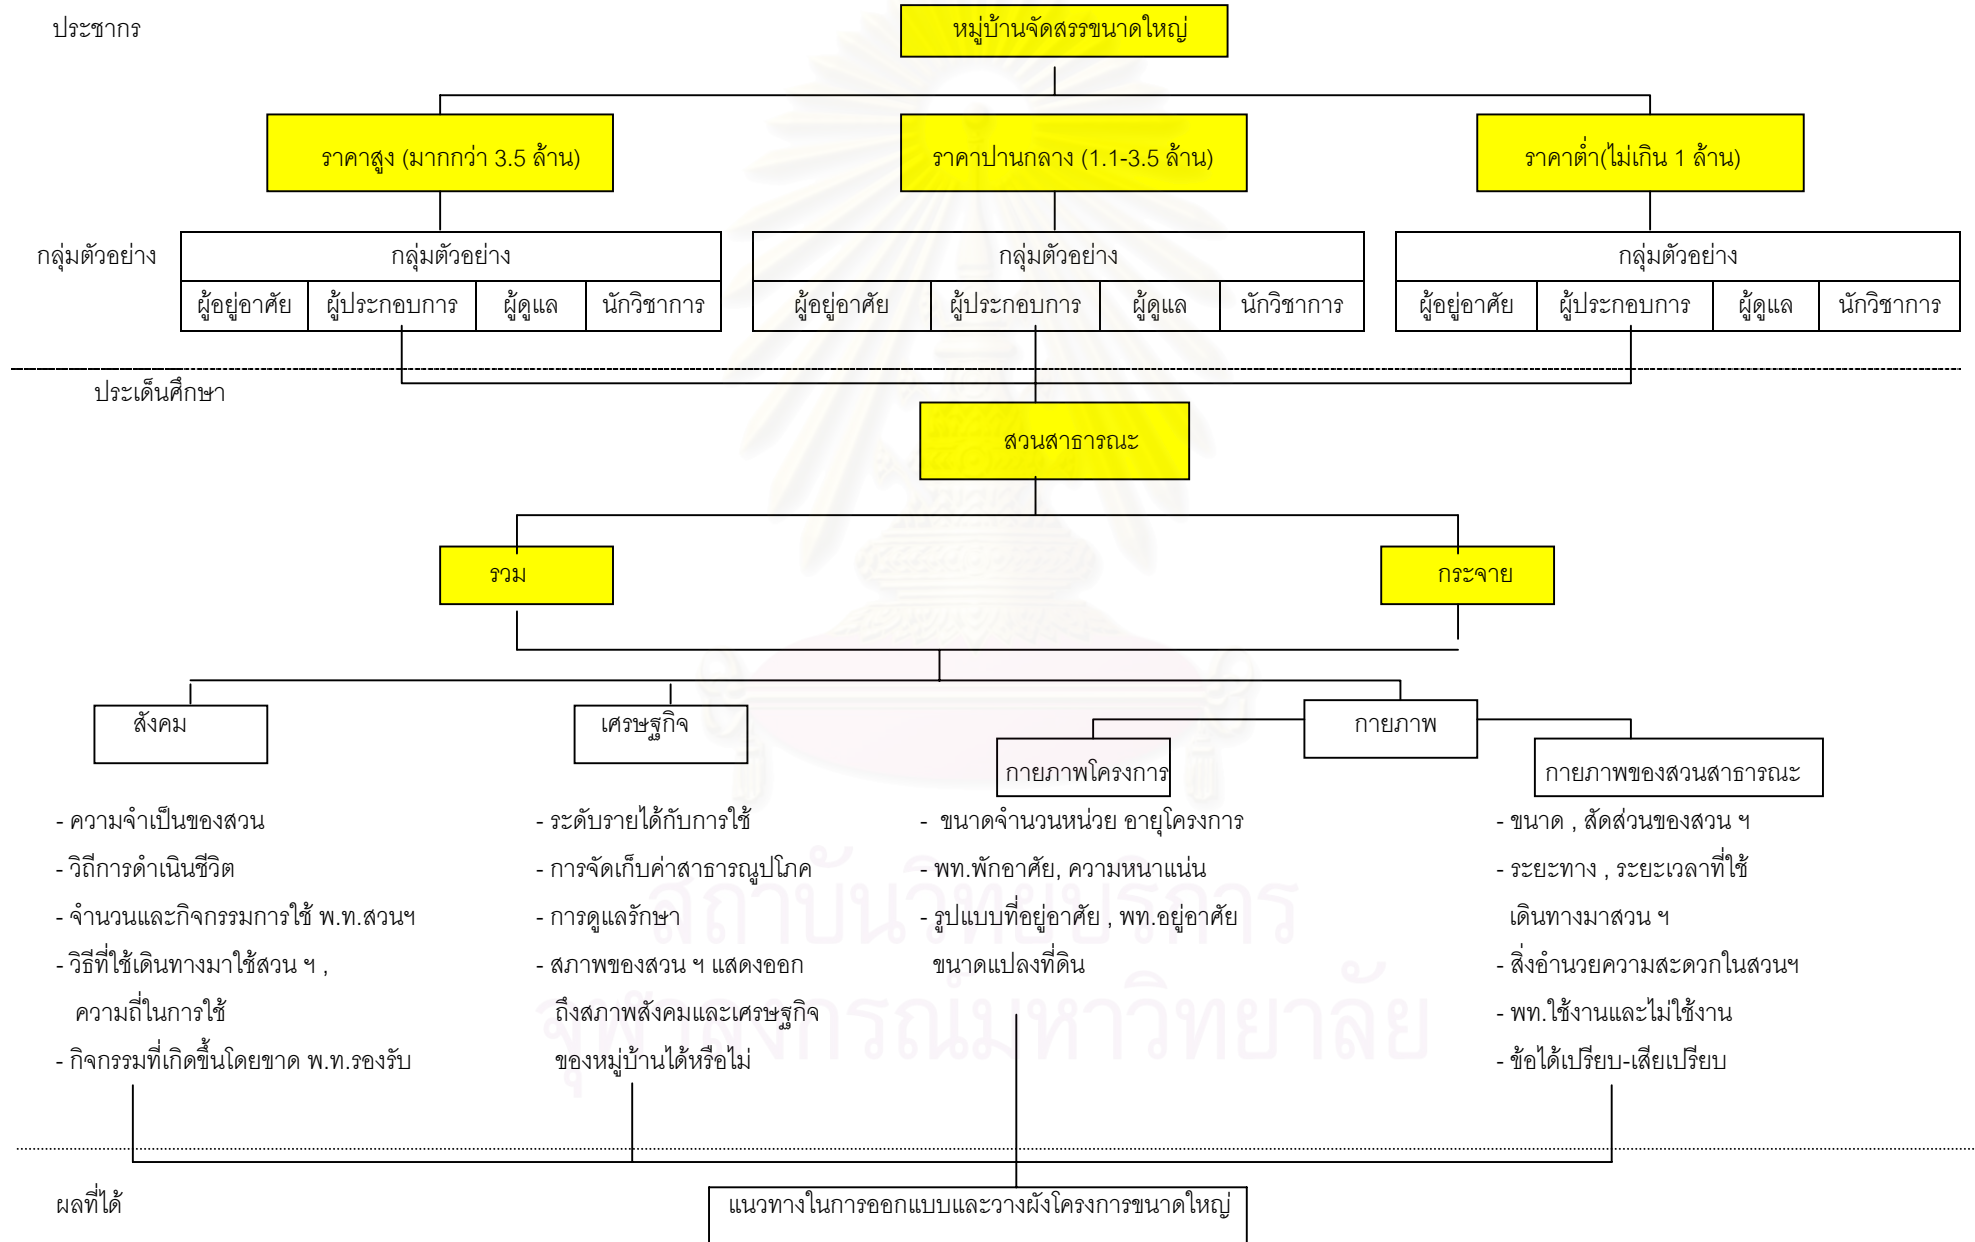 ประชากร
หมู่บ้านจัดสรรขนาดใหญ่
ราคาสูง (มากกว่า 3.5 ล้าน)
ราคาปานกลาง (1.1-3.5 ล้าน)
ราคาต่ำ(ไม่เกิน 1 ล้าน)
กลุ่มตัวอย่าง
กลุ่มตัวอย่าง
ผู้อยู่อาศัย ผู้ประกอบการ ผู้ดูแล นักวิชาการ
กลุ่มตัวอย่าง
ผู้อยู่อาศัย ผู้ประกอบการ ผู้ดูแล นักวิชาการ
กลุ่มตัวอย่าง
ผู้อยู่อาศัย ผู้ประกอบการ ผู้ดูแล นักวิชาการ
ประเด็นศึกษา
สวนสาธารณะ
รวม
กระจาย
สังคม
เศรษฐกิจ
กายภาพ
กายภาพโครงการ
กายภาพของสวนสาธารณะ
- ความจำเป็นของสวน
- วิถีการดำเนินชีวิต
- จำนวนและกิจกรรมการใช้ พ.ท.สวนฯ
- วิธีที่ใช้เดินทางมาใช้สวน ฯ ,
ความถี่ในการใช้
- กิจกรรมที่เกิดขึ้นโดยขาด พ.ท.รองรับ
- ระดับรายได้กับการใช้
- การจัดเก็บค่าสาธารณูปโภค
- การดูแลรักษา
- สภาพของสวน ฯ แสดงออก
ถึงสภาพสังคมและเศรษฐกิจ
ของหมู่บ้านได้หรือไม่
- ขนาดจำนวนหน่วย อายุโครงการ
- พท.พักอาศัย, ความหนาแน่น
- รูปแบบที่อยู่อาศัย , พท.อยู่อาศัย
ขนาดแปลงที่ดิน
- ขนาด , สัดส่วนของสวน ฯ
- ระยะทาง , ระยะเวลาที่ใช้
เดินทางมาสวน ฯ
- สิ่งอำนวยความสะดวกในสวนฯ
- พท.ใช้งานและไม่ใช้งาน
- ข้อได้เปรียบ-เสียเปรียบ
สถาบันวิทยบริการ
จุฬาลงกรณ์มหาวิทยาลัย
ผลที่ได้
แนวทางในการออกแบบและวางผังโครงการขนาดใหญ่